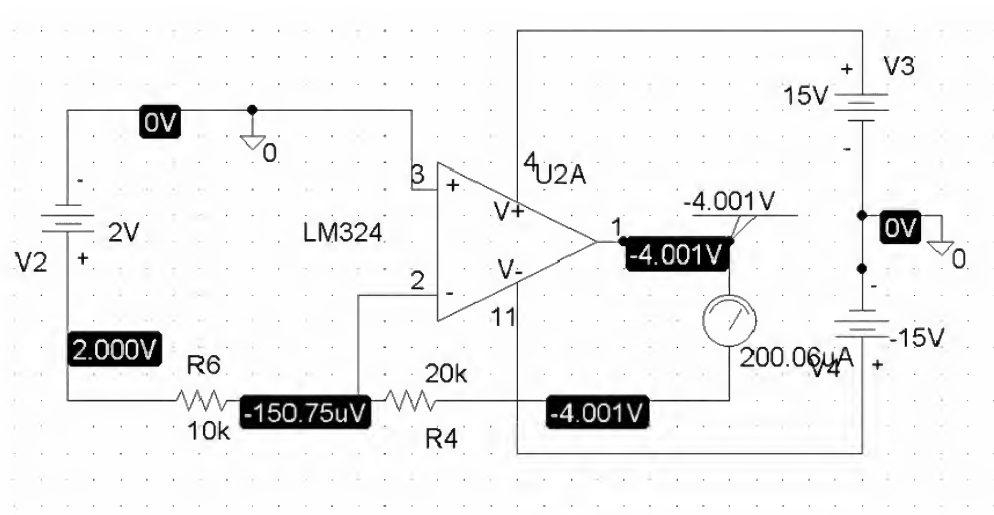 +
V3
15V
-
0V
0
-
2V
V2
+
3
+
4
U2A
V+
LM324
1
-4.001V
-4.001V
0V
0
2
-
V-
11
-
-15V
V4
+
2.000V
R6
10k
-150.75uV
20k
R4
-4.001V
200.06uA